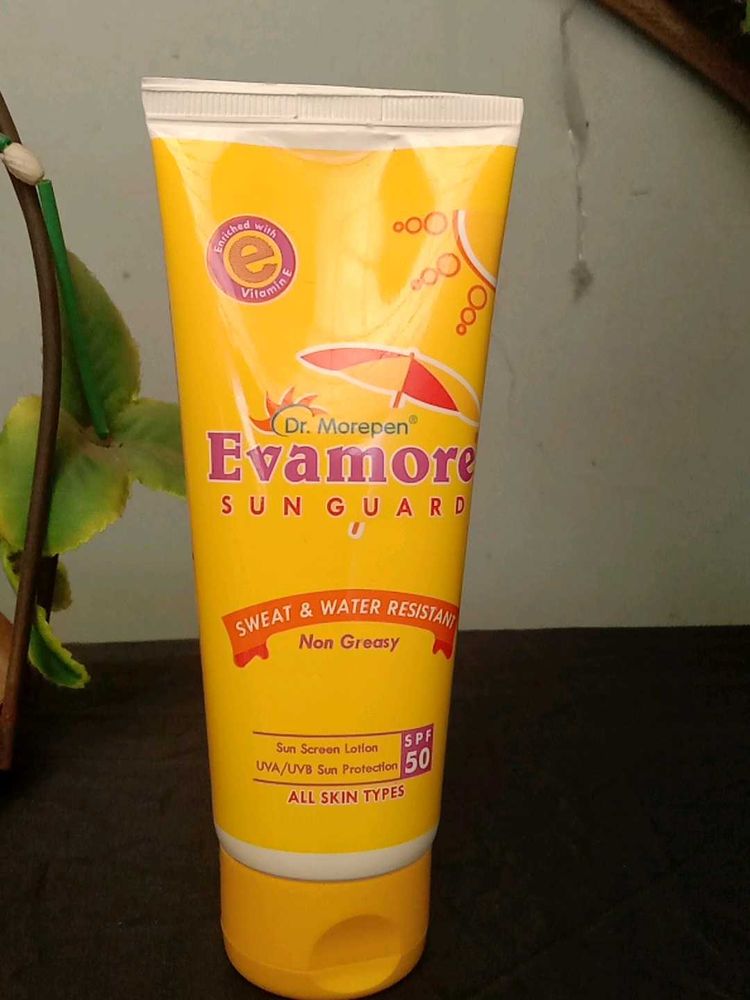 Enriched with
e
Vitamin E
Dr. Morepen®
Evamore
SUN GUARD
SWEAT & WATER RESISTANT
Non Greasy
Sun Screen Lotion
UVA/UVB Sun Protection
SPF
50
ALL SKIN TYPES